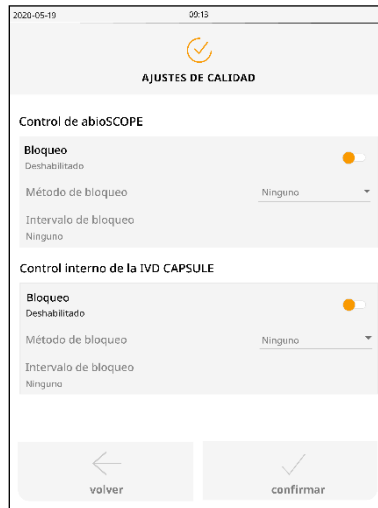 2020-05-19 09:13
AJUSTES DE CALIDAD
Control de abioSCOPE
Bloqueo
Deshabilitado
Método de bloqueo Ninguno
Intervalo de bloqueo
Ninguno
Control interno de la IVD CAPSULE
Bloqueo
Deshabilitado
Método de bloqueo Ninguno
Intervalo de bloqueo
Ninguno
volver confirmar